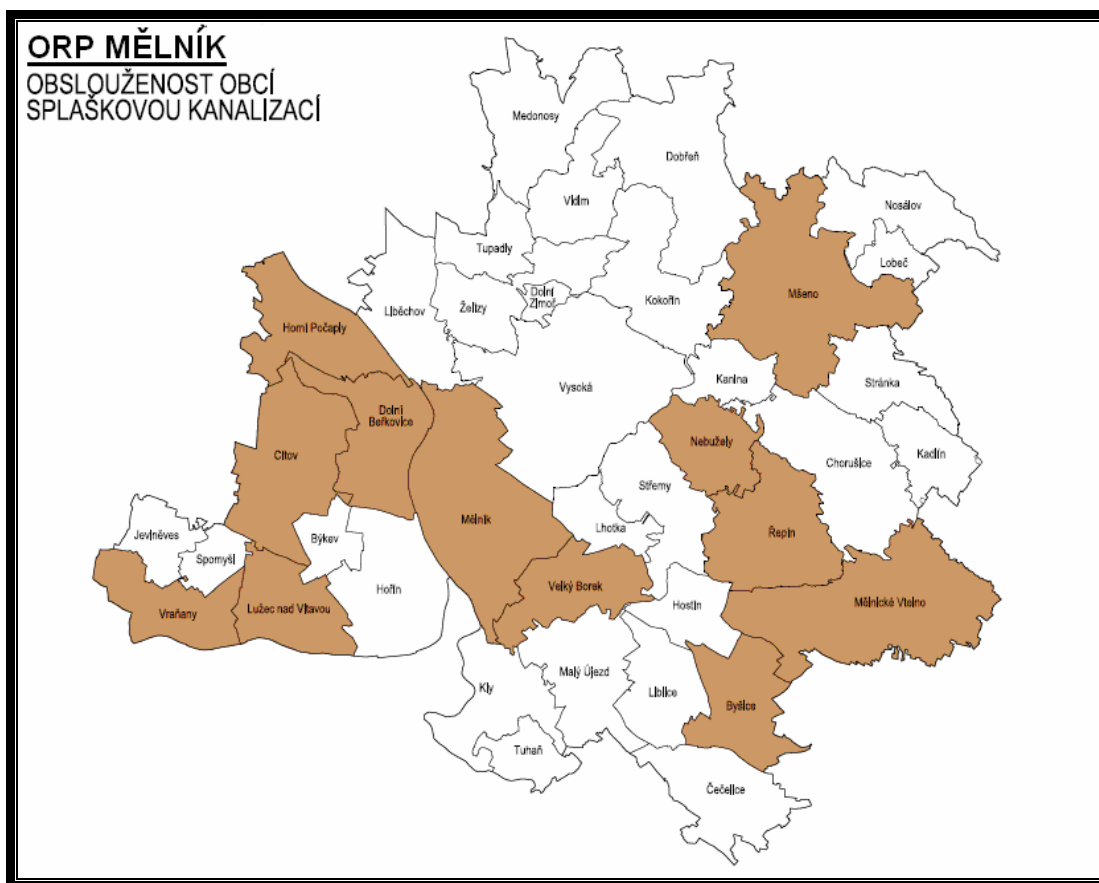 ORP MĚLNÍK
OBSLOUŽENOST OBCÍ
SPLAŠKOVOU KANALIZACÍ
Medonosy
Dobřeň
Vidim
Nosálov
Tupadly
Lobeč
Liběchov
Želízy
Dolní
Zimoř
Kokořín
Mšeno
Horní Počaply
Vysoká
Kanina
Stránka
Dolní
Beřkovice
Nebužely
Cítov
Chorušice
Kadlín
Střemy
Mělník
Lhotka
Řepín
Jeviněves
Býkev
Spomyšl
Hořín
Velký Borek
Vraňany
Lužec nad Vltavou
Hostín
Mělnické Vtelno
Malý Újezd
Kly
Liblice
Byšice
Tuhaň
Čečelice